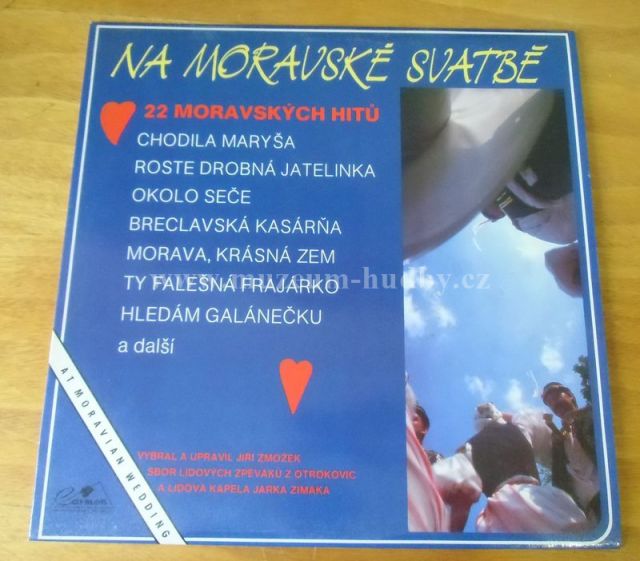 NA MORAVSKÉ SVATBĚ
22 MORAVSKÝCH HITŮ
CHODILA MARYŠA
ROSTE DROBNÁ JATELINKA
OKOLO SEČE
BRECLAVSKÁ KASÁRŇA
MORAVA, KRÁSNÁ ZEM
TY FALEŠNÁ FRAJÁRKO
www.muzeum-hudby.cz
HLEDÁM GALÁNEČKU
a další
AT MORAVIAN WEDDING
VYBRAL A UPRAVIL JIŘÍ ZMOŽEK
SBOR LIDOVÝCH ZPĚVÁKŮ Z OTROKOVIC
A LIDOVÁ KAPELA JARKA ZIMÁKA